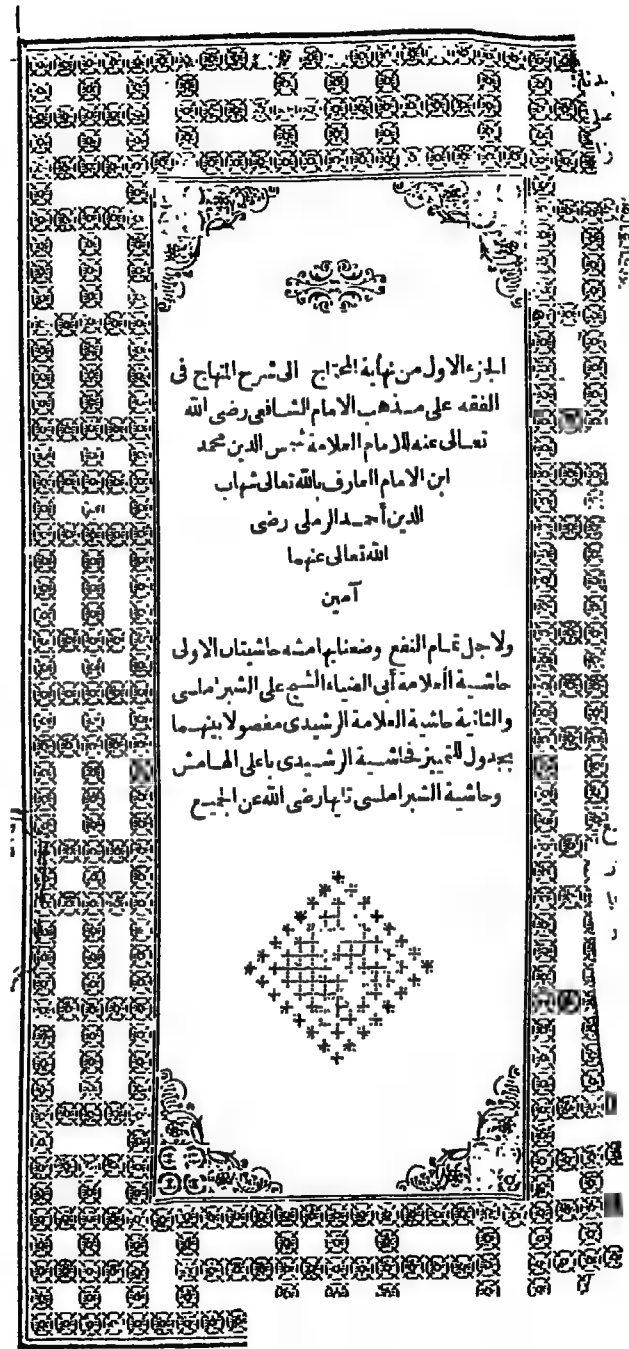 الجزء الاول من نهاية المحتاج الى شرح المنهاج فى
الفقه على مذهب الامام الشافعى رضى الله
تعالى عنه للامام العلامة شمس الدين محمد
ابن الامام العارف بالله تعالى شهاب
الدين أحمد الرملى رضى
الله تعالى عنهما
آمين
ولاجل تمام النفع وضعنا بهامشه حاشيتان الاولى
حاشية العلامة أبى الضياء الشيخ على الشبراملسى
والثانية حاشية العلامة الرشيدى مفصولا بينهما
بجدول للتمييز فحاشية الرشيدى باعلى الهامش
وحاشية الشبراملسى تليها رضى الله عن الجميع